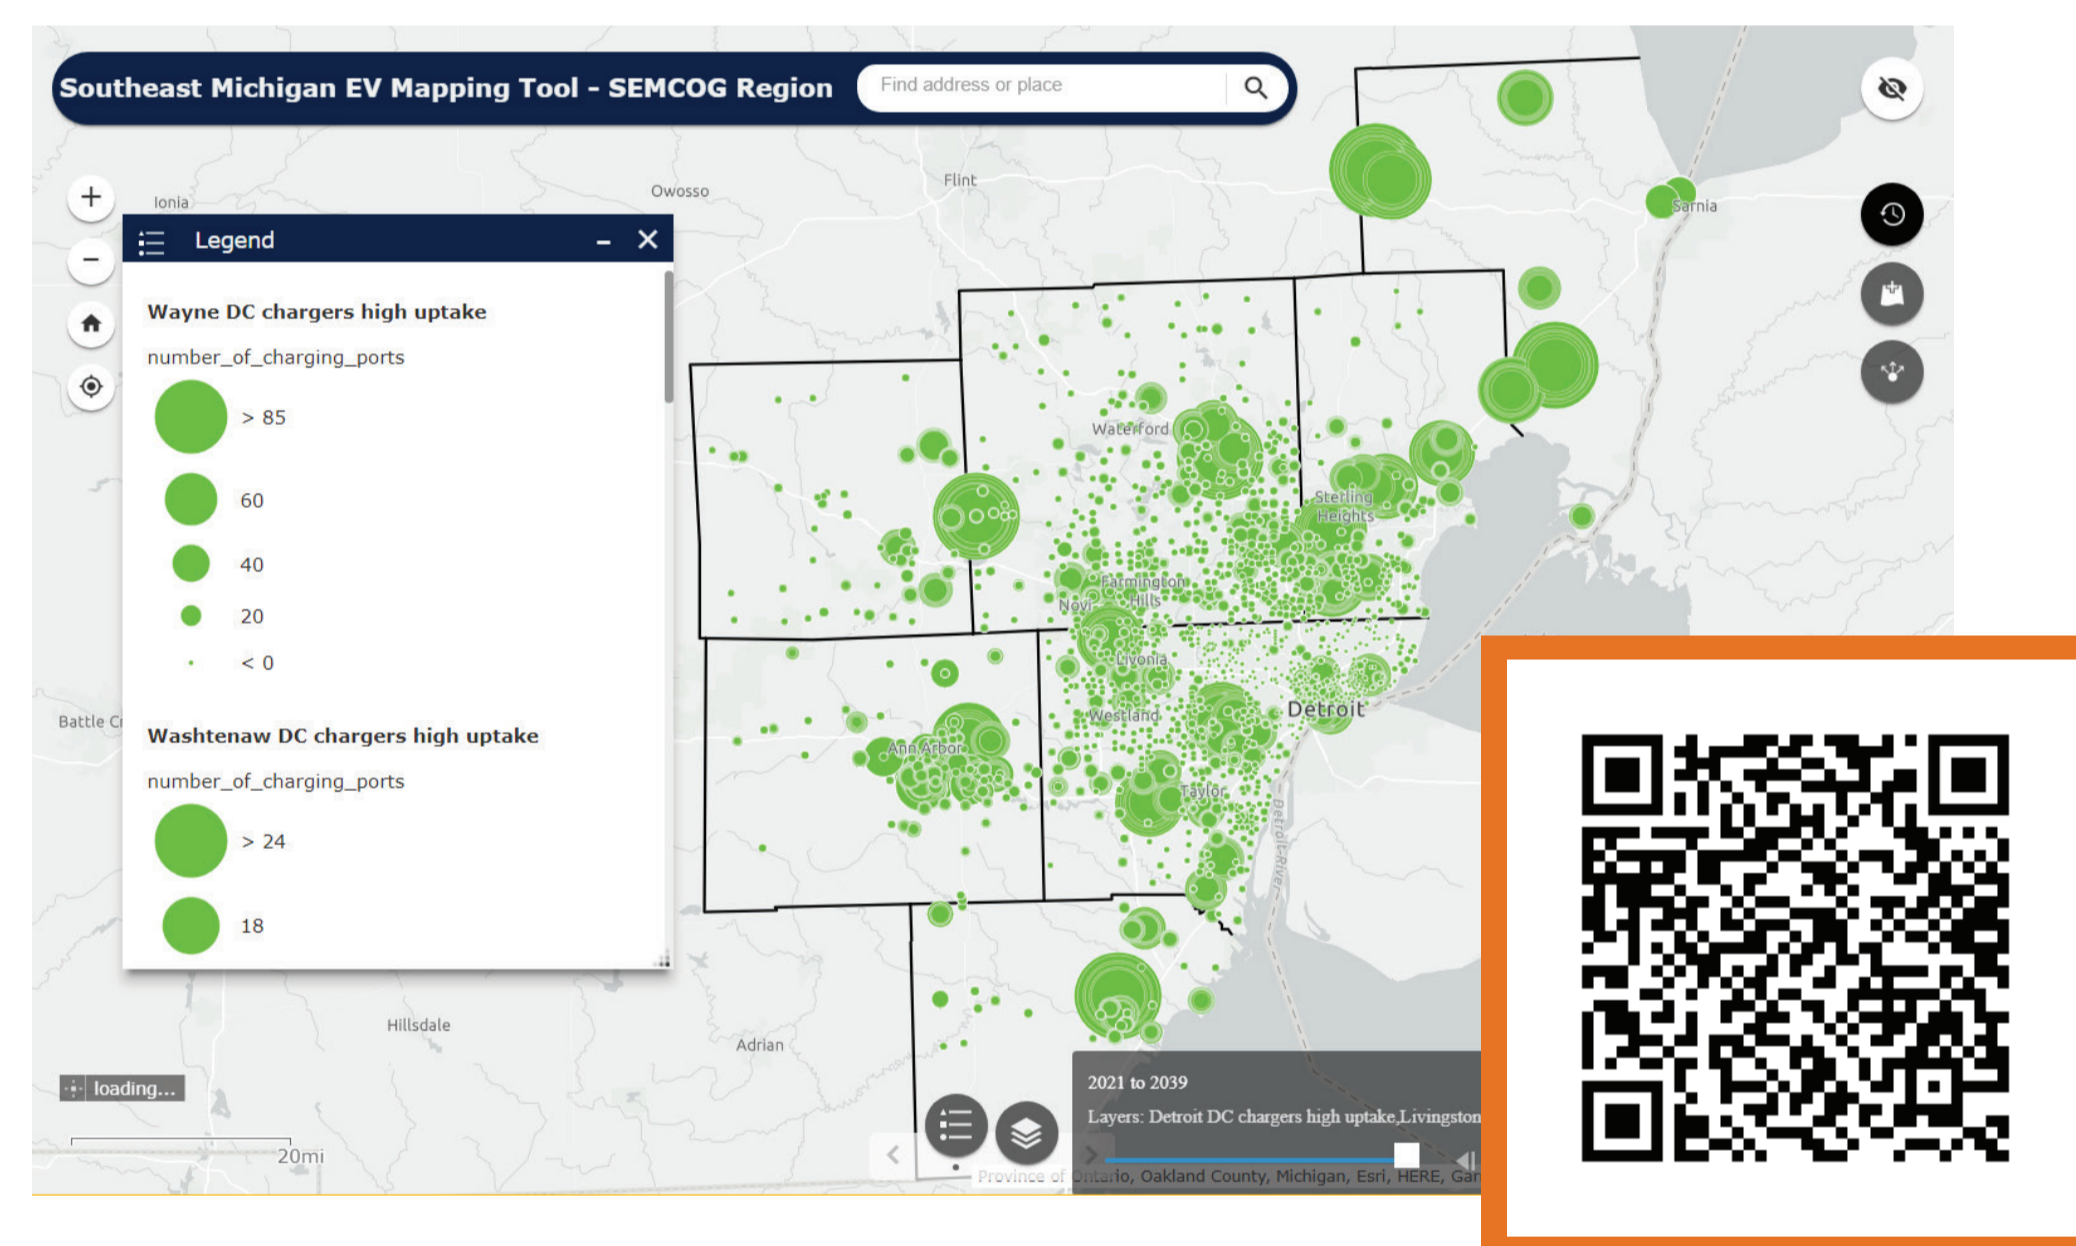 Southeast Michigan EV Mapping Tool - SEMCOG Region
Find address or place
Legend
Wayne DC chargers high uptake
number_of_charging_ports
> 85
60
40
20
< 0
Washtenaw DC chargers high uptake
number_of_charging_ports
> 24
18
Ionia
Owosso
Flint
Sarnia
Waterford
Sterling
Heights
Farmington
Hills
Novi
Livonia
Westland
Detroit
Ann Arbor
Taylor
Detroit River
Battle
Hillsdale
Adrian
loading...
20mi
2021 to 2039
Layers: Detroit DC chargers high uptake,Livingston
Province of Ontario, Oakland County, Michigan, Esri, HERE,